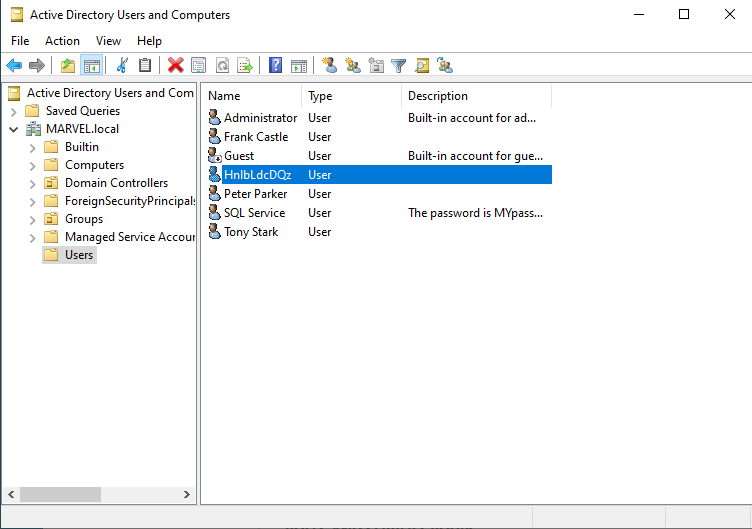 Active Directory Users and Computers
File Action View Help
Active Directory Users and Com
Saved Queries
MARVEL.local
Builtin
Computers
Domain Controllers
ForeignSecurityPrincipals
Groups
Managed Service Accour
Users
Name Type Description
Administrator User Built-in account for ad...
Frank Castle User
Guest User Built-in account for gue...
HnlbLdcDQz User
Peter Parker User
SQL Service User The password is MYpass...
Tony Stark User